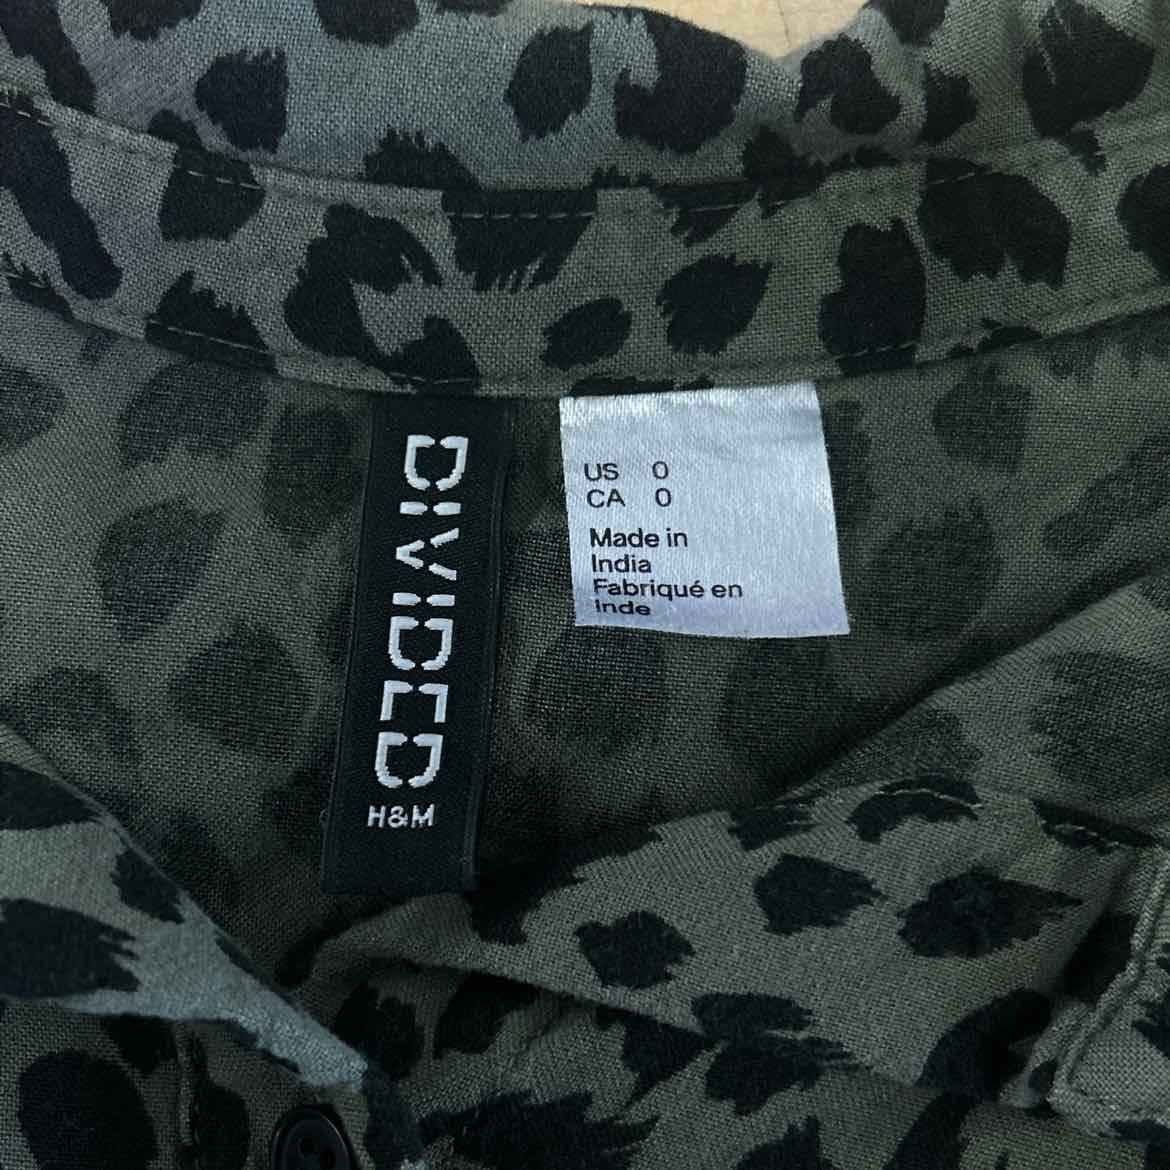 DIVIDED
H&M
US 0
CA 0
Made in
India
Fabriqué en
Inde